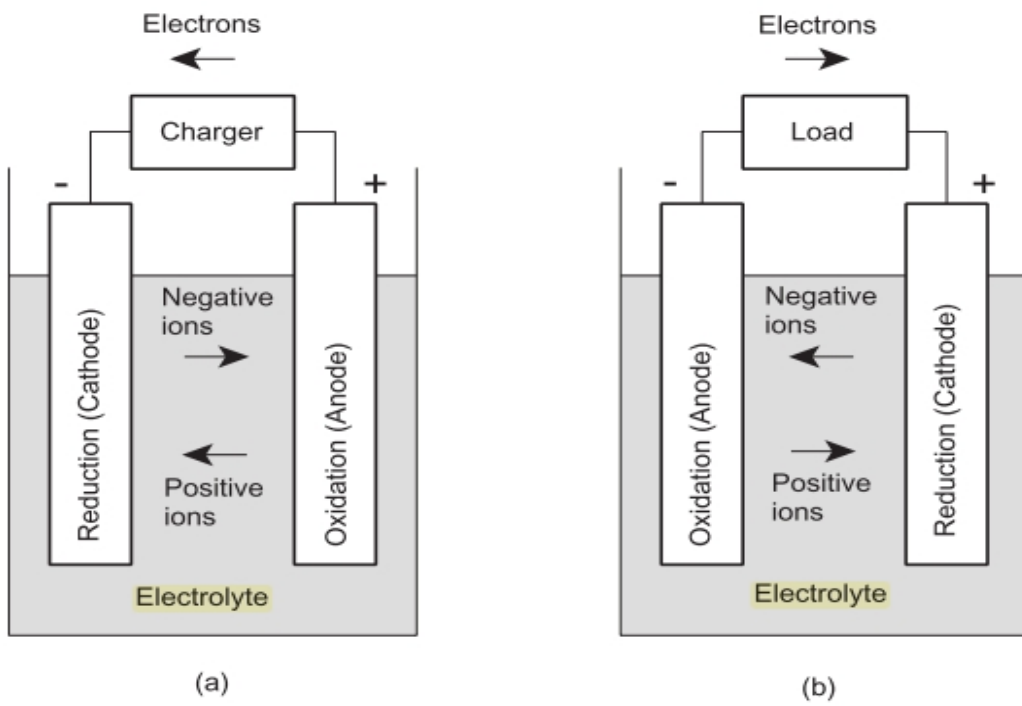 Electrons
Charger
-
+
Reduction (Cathode)
Negative
ions
Positive
ions
Oxidation (Anode)
Electrolyte
(a)
Electrons
Load
-
+
Oxidation (Anode)
Negative
ions
Positive
ions
Reduction (Cathode)
Electrolyte
(b)